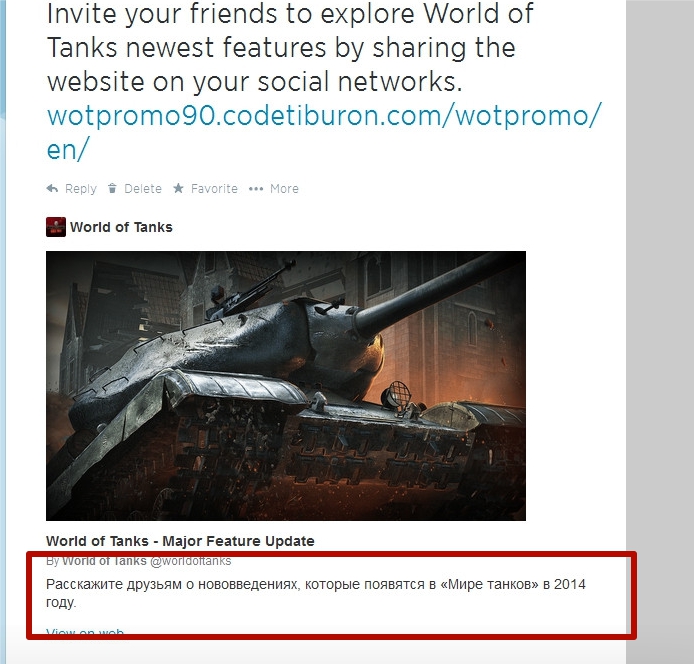 Invite your friends to explore World of
Tanks newest features by sharing the
website on your social networks.
wotpromo90.codetiburon.com/wotpromo/
en/
Reply Delete Favorite More
World of Tanks
World of Tanks - Major Feature Update
By World of Tanks @worldoftanks
Расскажите друзьям о нововведениях, которые появятся в «Мире танков» в 2014
году.
View on web